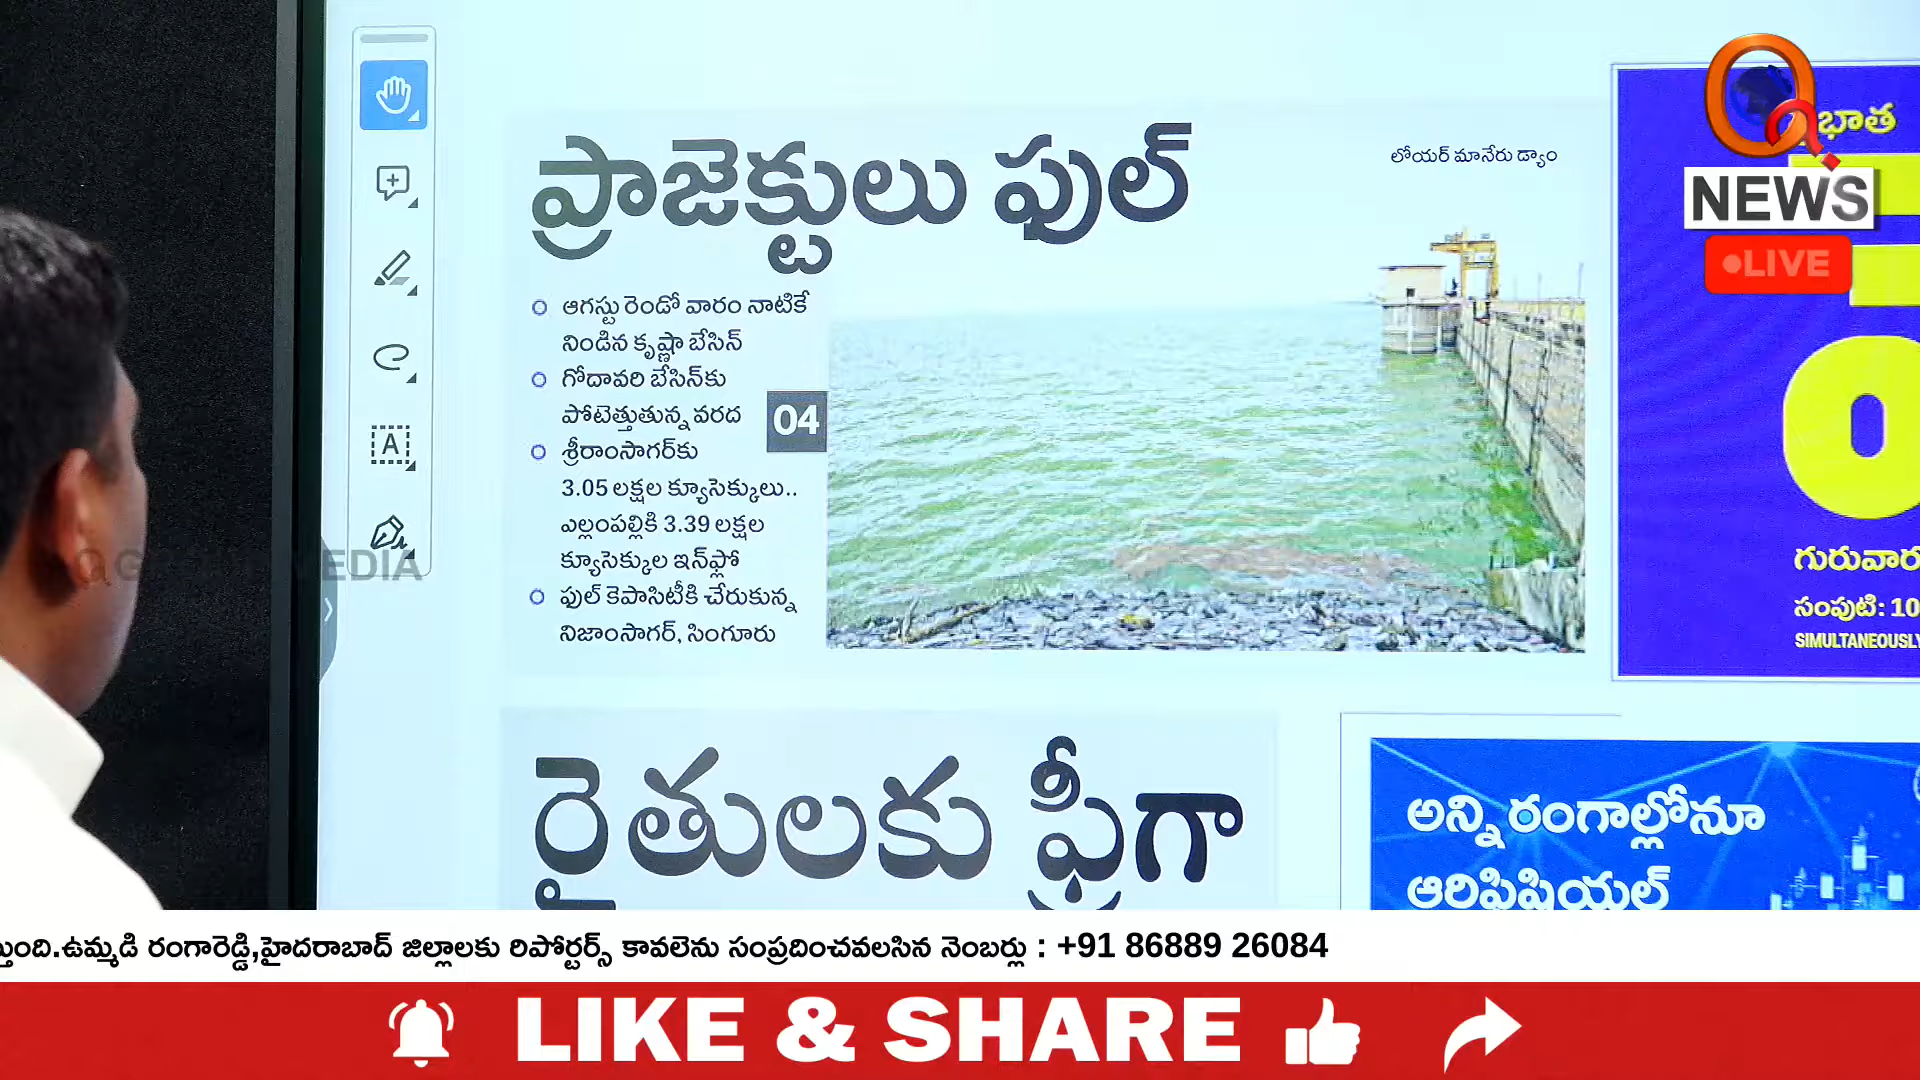 ప్రాజెక్టులు ఫుల్
లోయర్ మానేరు డ్యాం
ఆగస్టు రెండో వారం నాటికే
నిండిన కృష్ణా బేసిన్
గోదావరి బేసిన్‌కు
పోటెత్తుతున్న వరద
శ్రీరాంసాగర్‌కు
3.05 లక్షల క్యూసెక్కులు..
ఎల్లంపల్లికి 3.39 లక్షల
క్యూసెక్కుల ఇన్‌ఫ్లో
ఫుల్ కెపాసిటీకి చేరుకున్న
నిజాంసాగర్, సింగూరు
04
NEWS
LIVE
గురువారం
సంపుటి: 10
SIMULTANEOUSLY
రైతులకు ఫ్రీగా
అన్ని రంగాల్లోనూ
ఆర్టిఫిషియల్
MEDIA
ఉమ్మడి రంగారెడ్డి,హైదరాబాద్ జిల్లాలకు రిపోర్టర్స్ కావలెను సంప్రదించవలసిన నెంబర్లు : +91 86889 26084
LIKE & SHARE